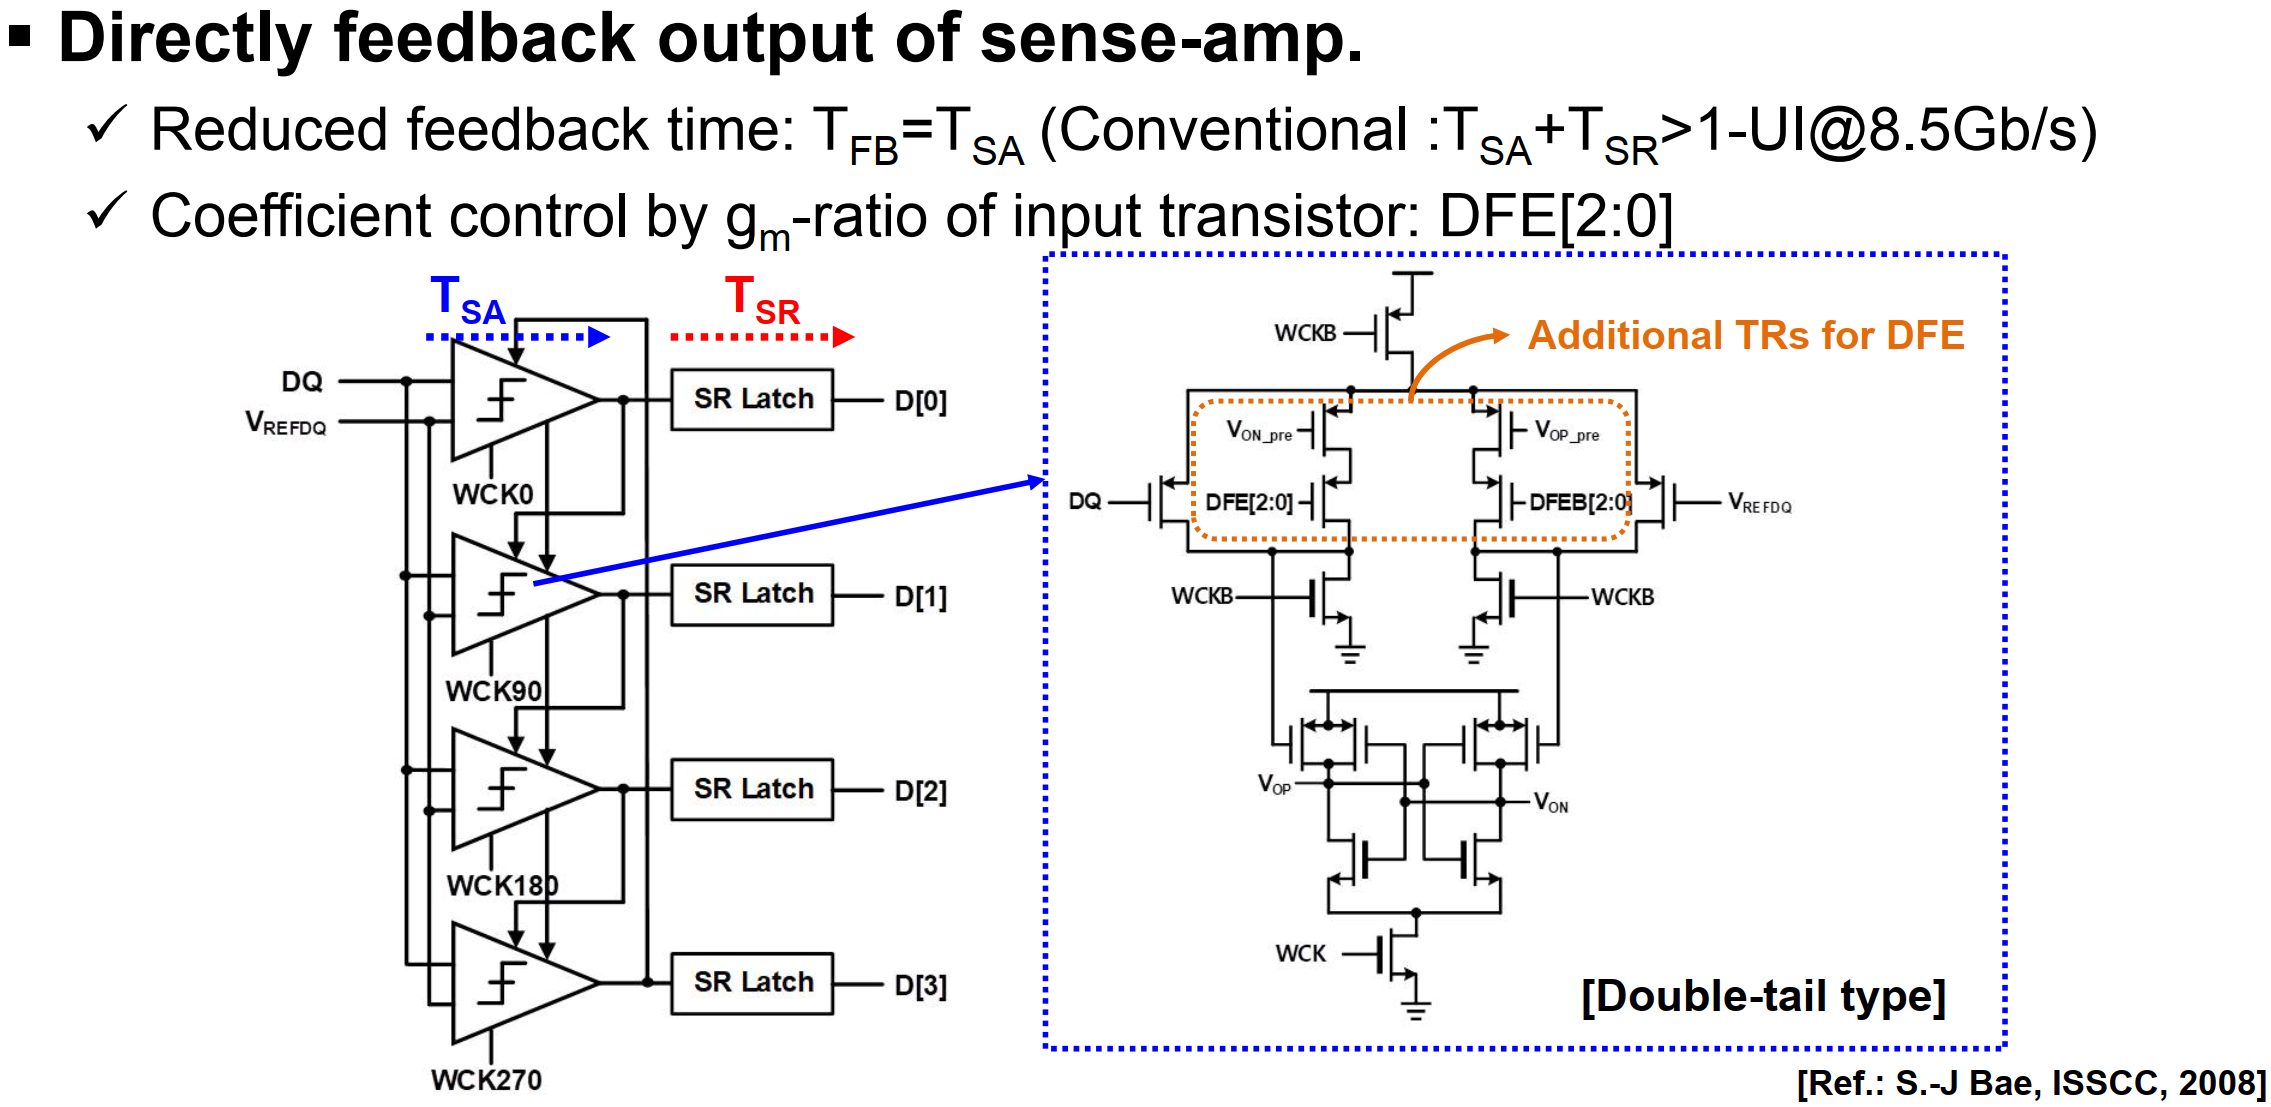 ▪ Directly feedback output of sense-amp.
✓ Reduced feedback time: TFB=TSA (Conventional :TSA+TSR>1-UI@8.5Gb/s)
✓ Coefficient control by gm-ratio of input transistor: DFE[2:0]
TSA
TSR
DQ
VREFDQ
SR Latch
D[0]
WCK0
SR Latch
D[1]
WCK90
SR Latch
D[2]
WCK180
SR Latch
D[3]
WCK270
WCKB
Additional TRs for DFE
VON_pre
VOP_pre
DQ
DFE[2:0]
DFEB[2:0]
VREFDQ
WCKB
WCKB
VOP
VON
WCK
[Double-tail type]
[Ref.: S.-J Bae, ISSCC, 2008]